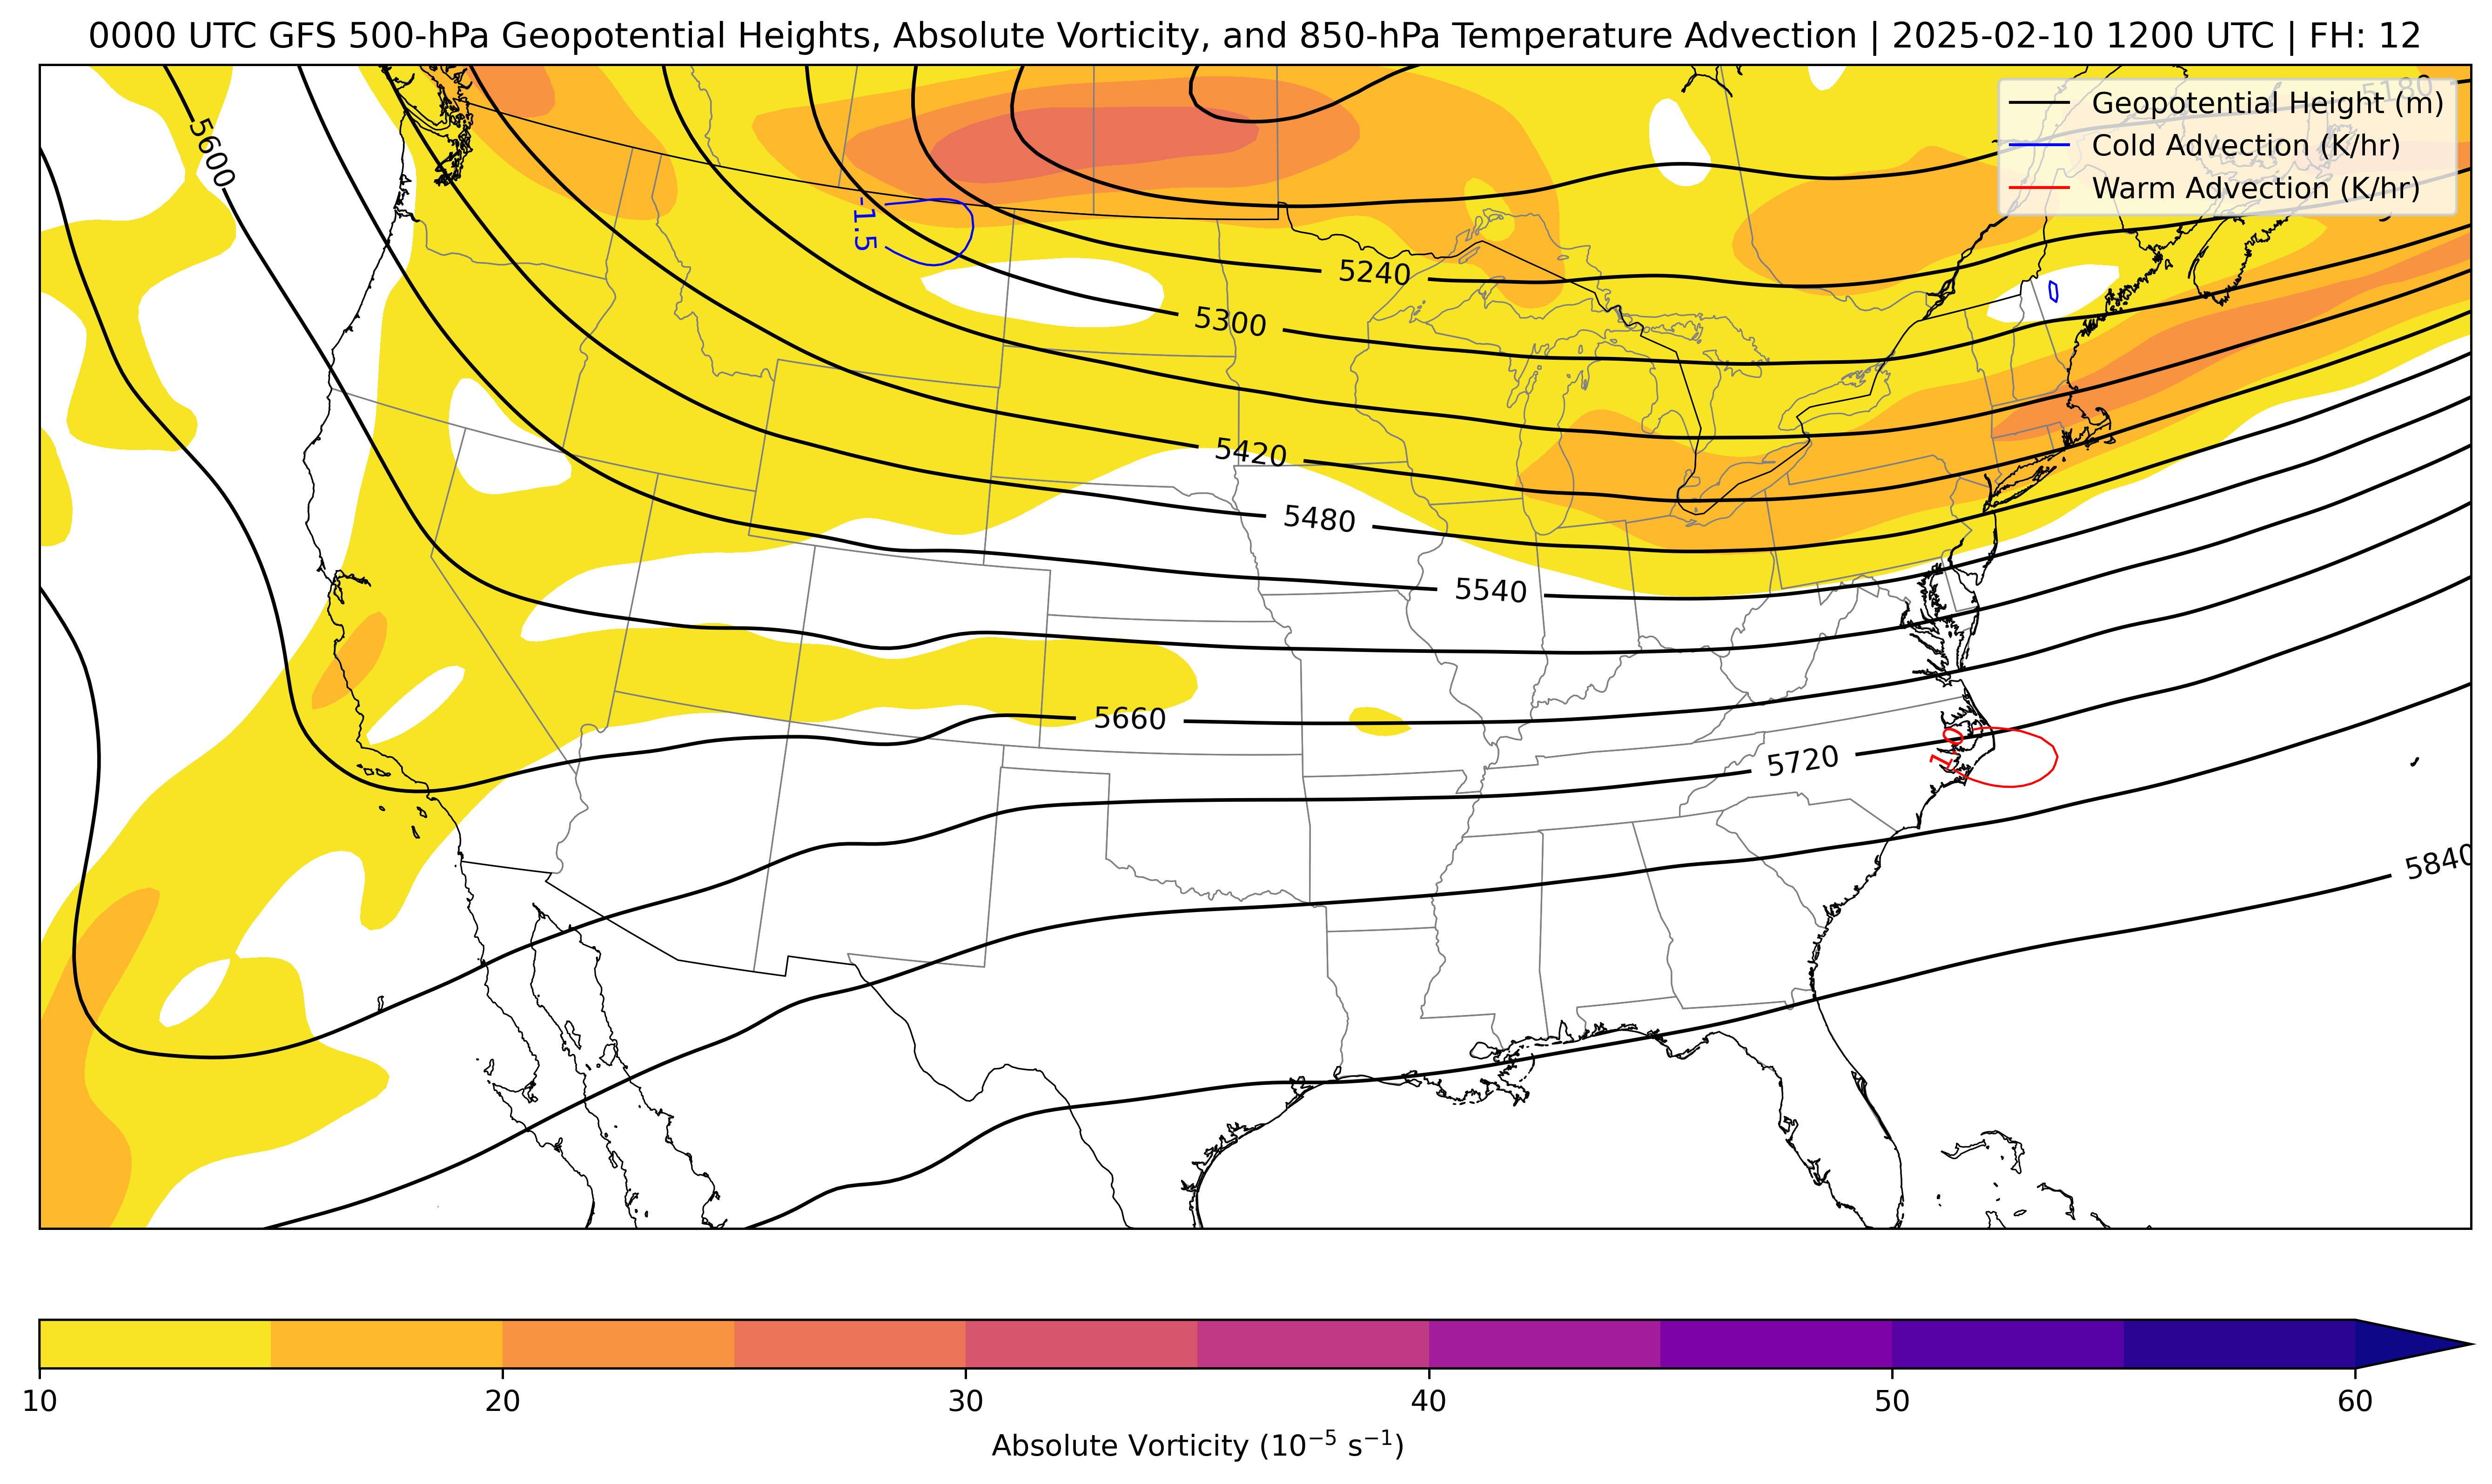 0000 UTC GFS 500-hPa Geopotential Heights, Absolute Vorticity, and 850-hPa Temperature Advection | 2025-02-10 1200 UTC | FH: 12
5180
Geopotential Height (m)
Cold Advection (K/hr)
Warm Advection (K/hr)
5600
-1.5
5240
5300
5420
5480
5540
5660
5720
1.0
5840
10 20 30 40 50 60
Absolute Vorticity (10⁻⁵ s⁻¹)